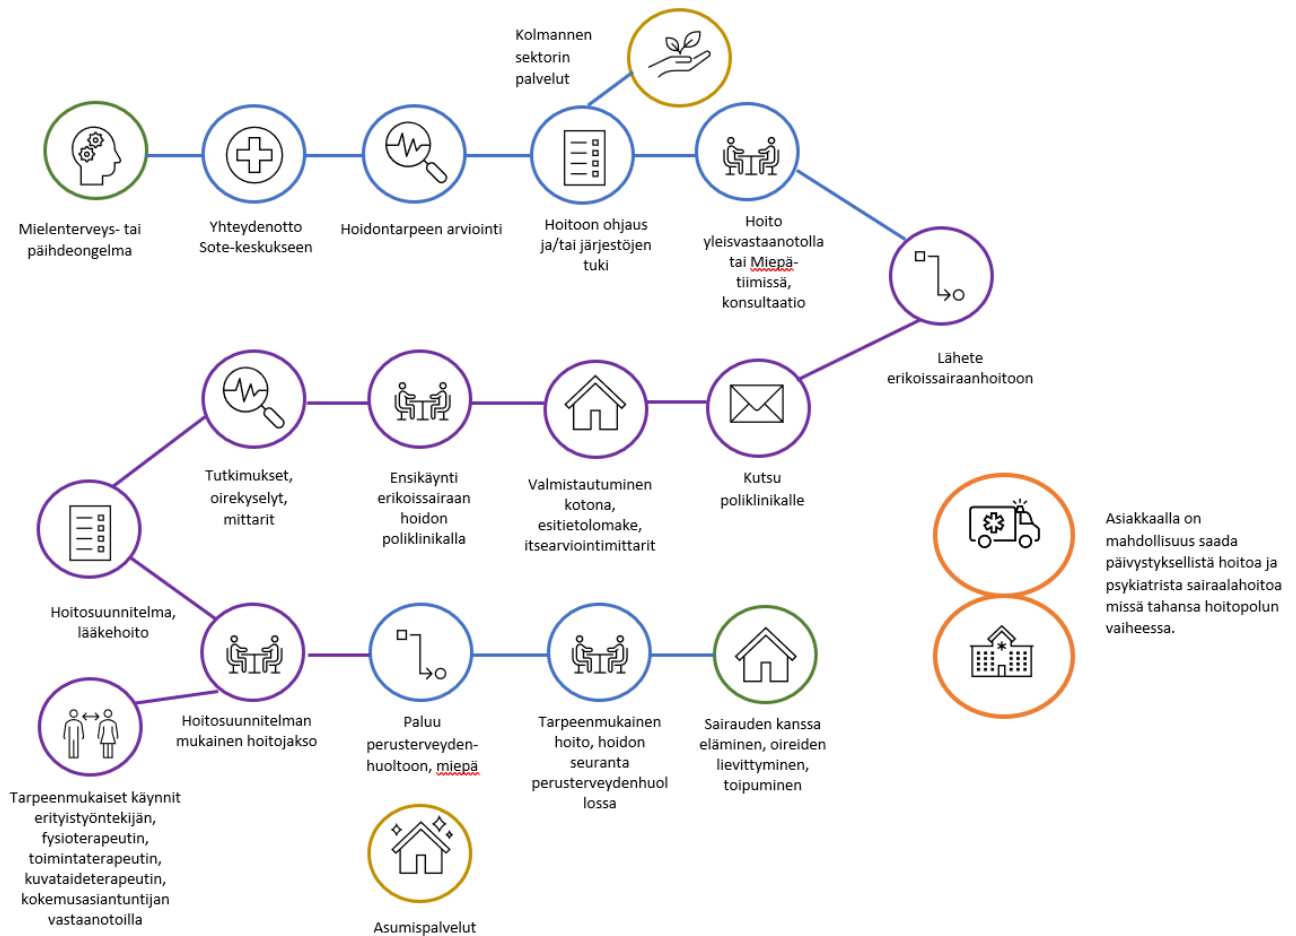 Kolmannen
sektorin
palvelut
Mielenterveys- tai
päihdeongelma
Yhteydenotto
Sote-keskukseen
Hoidontarpeen arviointi
Hoitoon ohjaus
ja/tai järjestöjen
tuki
Hoito
yleisvastaanotolla
tai Miepä-
tiimissä,
konsultaatio
Lähete
erikoissairaanhoitoon
Kutsu
poliklinikalle
Valmistautuminen
kotona,
esitietolomake,
itsearviointimittarit
Ensikäynti
erikoissairaan
hoidon
poliklinikalla
Tutkimukset,
oirekyselyt,
mittarit
Hoitosuunnitelma,
lääkehoito
Hoitosuunnitelman
mukainen hoitojakso
Tarpeenmukaiset käynnit
erityistyöntekijän,
fysioterapeutin,
toimintaterapeutin,
kuvataideterapeutin,
kokemusasiantuntijan
vastaanotoilla
Paluu
perusterveyden-
huoltoon, miepä
Tarpeenmukainen
hoito, hoidon
seuranta
perusterveydenhuol
lossa
Sairauden kanssa
eläminen, oireiden
lievittyminen,
toipuminen
Asumispalvelut
Asiakkaalla on
mahdollisuus saada
päivystyksellistä hoitoa ja
psykiatrista sairaalahoitoa
missä tahansa hoitopolun
vaiheessa.